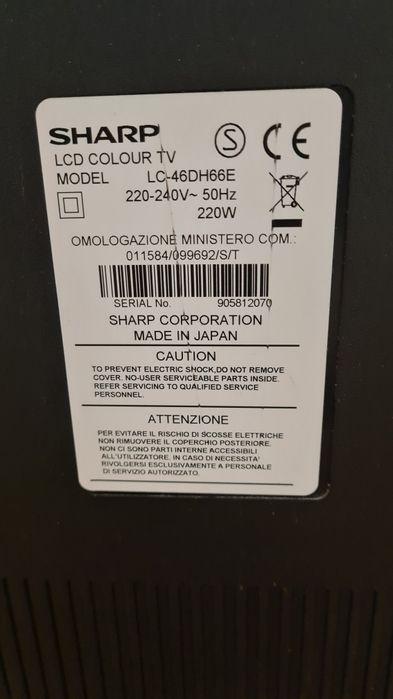 SHARP
S CE
LCD COLOUR TV
MODEL LC-46DH66E
220-240V~ 50Hz
220W
OMOLOGAZIONE MINISTERO COM.:
011584/099692/S/T
SERIAL No. 905812070
SHARP CORPORATION
MADE IN JAPAN
CAUTION
TO PREVENT ELECTRIC SHOCK,DO NOT REMOVE
COVER. NO-USER SERVICEABLE PARTS INSIDE.
REFER SERVICING TO QUALIFIED SERVICE
PERSONNEL.
ATTENZIONE
PER EVITARE IL RISCHIO DI SCOSSE ELETTRICHE
NON RIMUOVERE IL COPERCHIO POSTERIORE.
NON CI SONO PARTI INTERNE ACCESSIBILI
ALL'UTILIZZATORE. IN CASO DI NECESSITA'
RIVOLGERSI ESCLUSIVAMENTE A PERSONALE
DI SERVIZIO AUTORIZZATO.